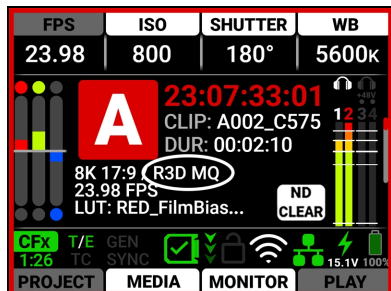 FPS ISO SHUTTER WB
23.98 800 180° 5600K
A 23:07:33:01
+48V
CLIP: A002_C575
1 2 3 4
DUR: 00:02:10
8K 17:9 / R3D MQ
23.98 FPS
LUT: RED_FilmBias...
ND
CLEAR
CFx T/E GEN
1:26 TC SYNC
15.1V 100%
PROJECT MEDIA MONITOR PLAY